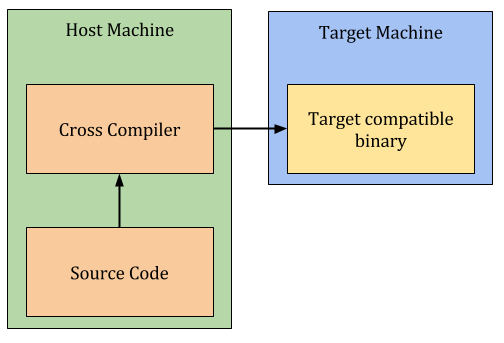 Host Machine
Target Machine
Cross Compiler
Target compatible
binary
Source Code